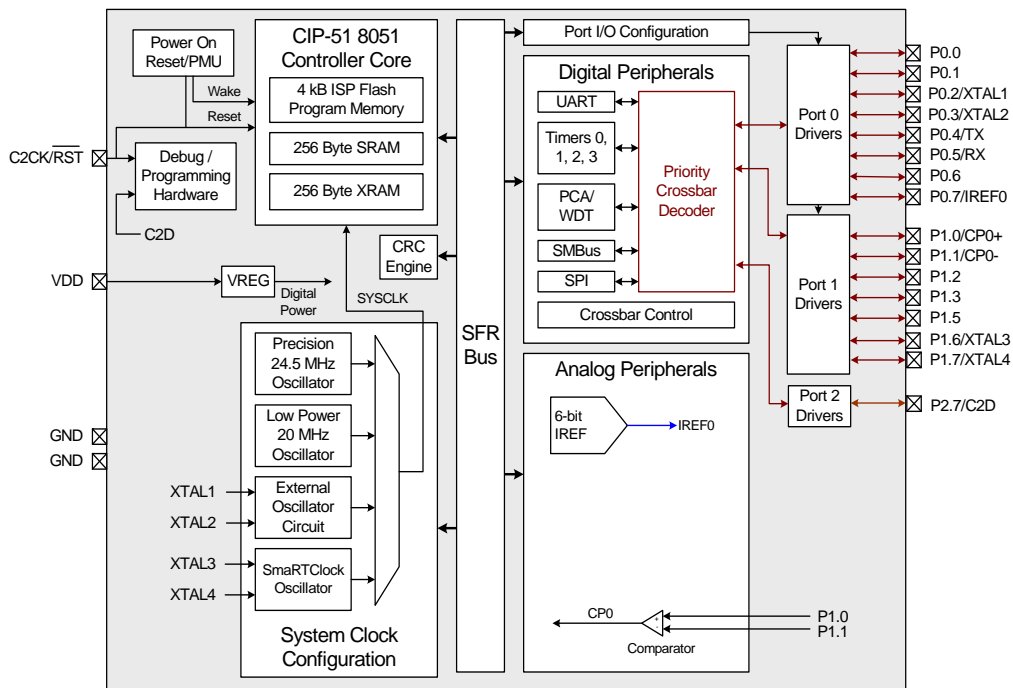 Power On
Reset/PMU
Wake
Reset
C2CK/RST
Debug /
Programming
Hardware
C2D
CIP-51 8051
Controller Core
4 kB ISP Flash
Program Memory
256 Byte SRAM
256 Byte XRAM
CRC
Engine
VDD
VREG
Digital
Power
SYSCLK
Precision
24.5 MHz
Oscillator
Low Power
20 MHz
Oscillator
External
Oscillator
Circuit
SmaRTClock
Oscillator
System Clock
Configuration
GND
GND
XTAL1
XTAL2
XTAL3
XTAL4
SFR
Bus
Port I/O Configuration
Digital Peripherals
UART
Timers 0,
1, 2, 3
PCA/
WDT
SMBus
SPI
Priority
Crossbar
Decoder
Crossbar Control
Analog Peripherals
6-bit
IREF
IREF0
CP0
+
-
Comparator
P1.0
P1.1
Port 0
Drivers
Port 1
Drivers
Port 2
Drivers
P0.0
P0.1
P0.2/XTAL1
P0.3/XTAL2
P0.4/TX
P0.5/RX
P0.6
P0.7/IREF0
P1.0/CP0+
P1.1/CP0-
P1.2
P1.3
P1.5
P1.6/XTAL3
P1.7/XTAL4
P2.7/C2D